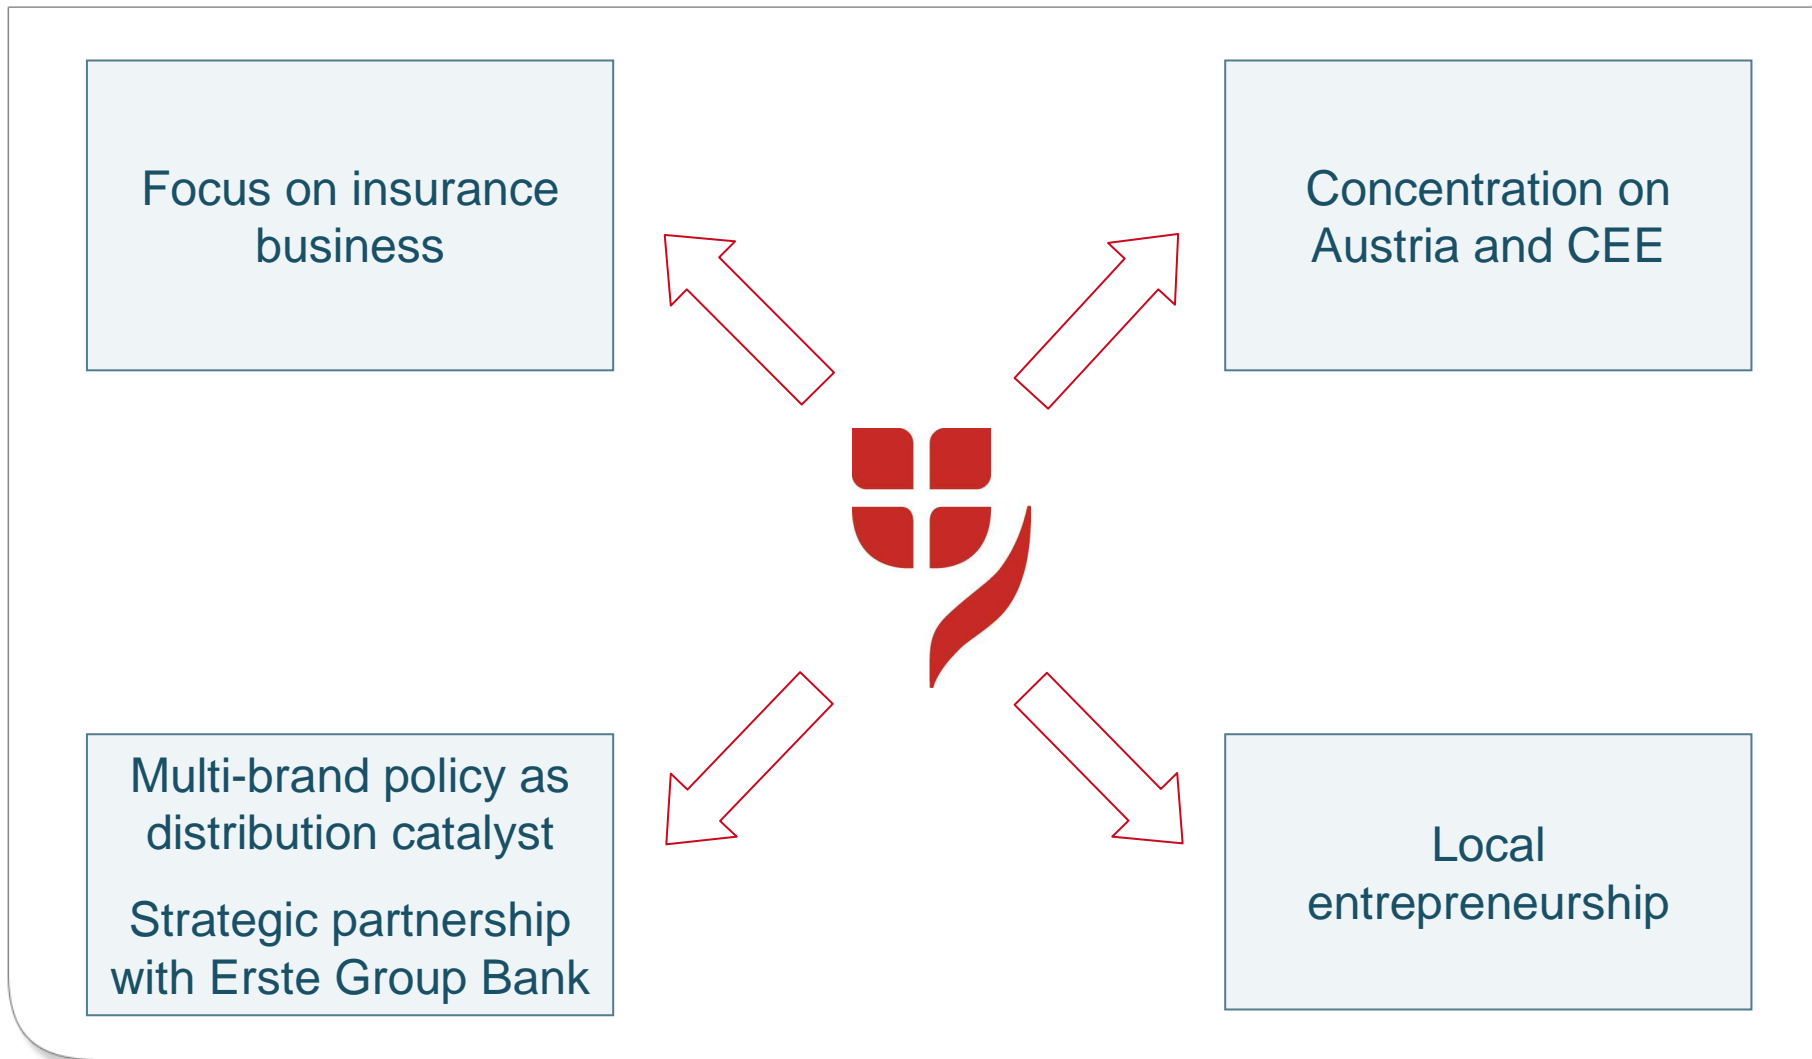 Focus on insurance
business
Concentration on
Austria and CEE
Multi-brand policy as
distribution catalyst
Strategic partnership
with Erste Group Bank
Local
entrepreneurship